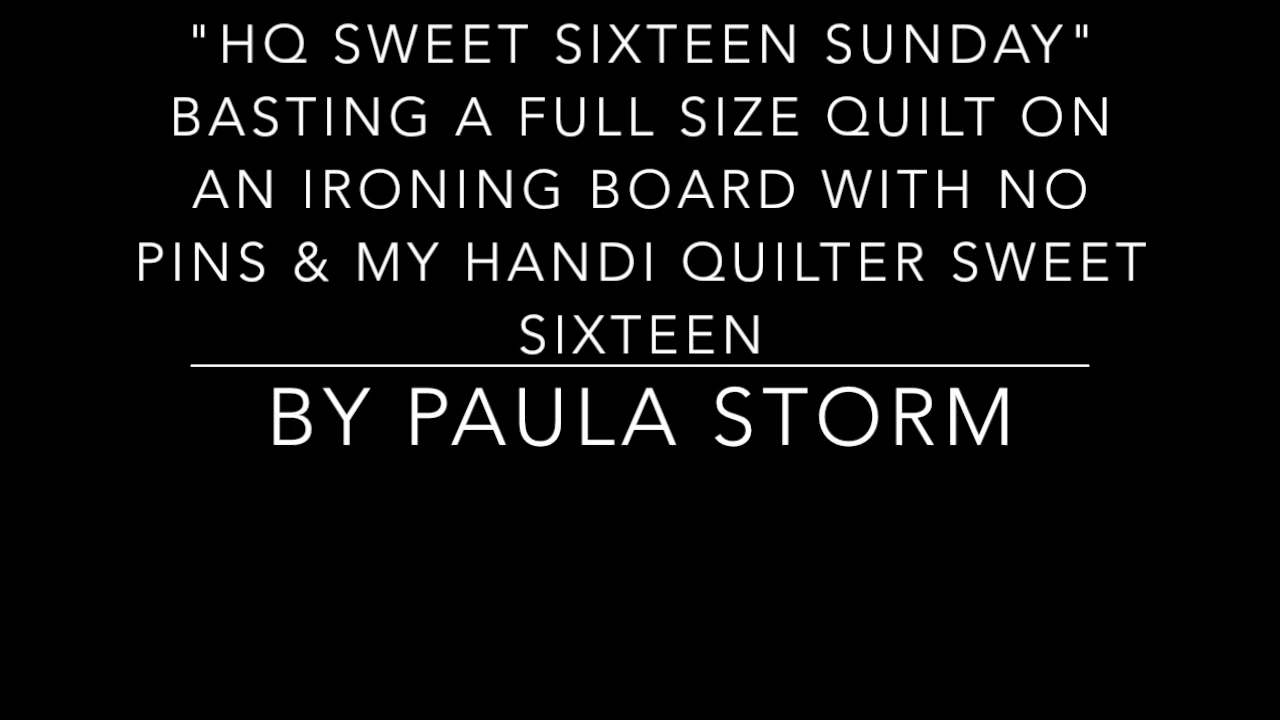 "HQ SWEET SIXTEEN SUNDAY"
BASTING A FULL SIZE QUILT ON
AN IRONING BOARD WITH NO
PINS & MY HANDI QUILTER SWEET
SIXTEEN
BY PAULA STORM